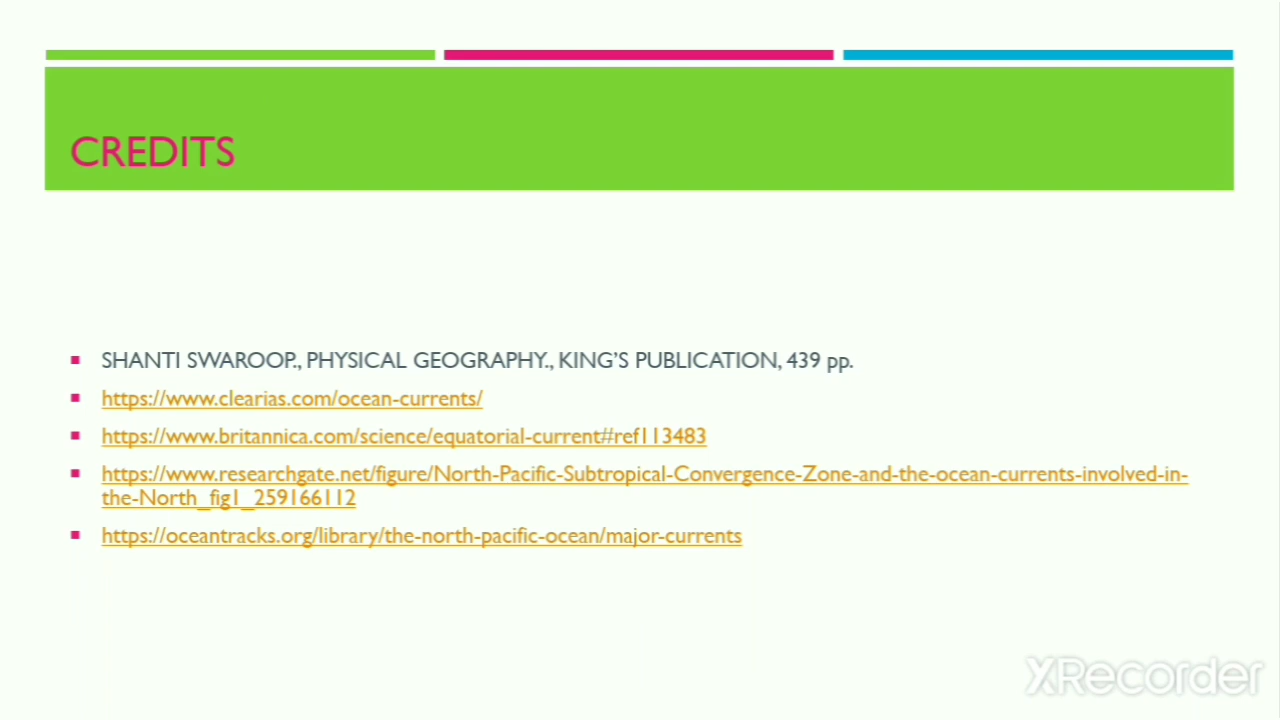 CREDITS
SHANTI SWAROOP., PHYSICAL GEOGRAPHY., KING'S PUBLICATION, 439 pp.
https://www.clearias.com/ocean-currents/
https://www.britannica.com/science/equatorial-current#ref113483
https://www.researchgate.net/figure/North-Pacific-Subtropical-Convergence-Zone-and-the-ocean-currents-involved-in-
the-North_fig1_259166112
https://oceantracks.org/library/the-north-pacific-ocean/major-currents
XRecorder